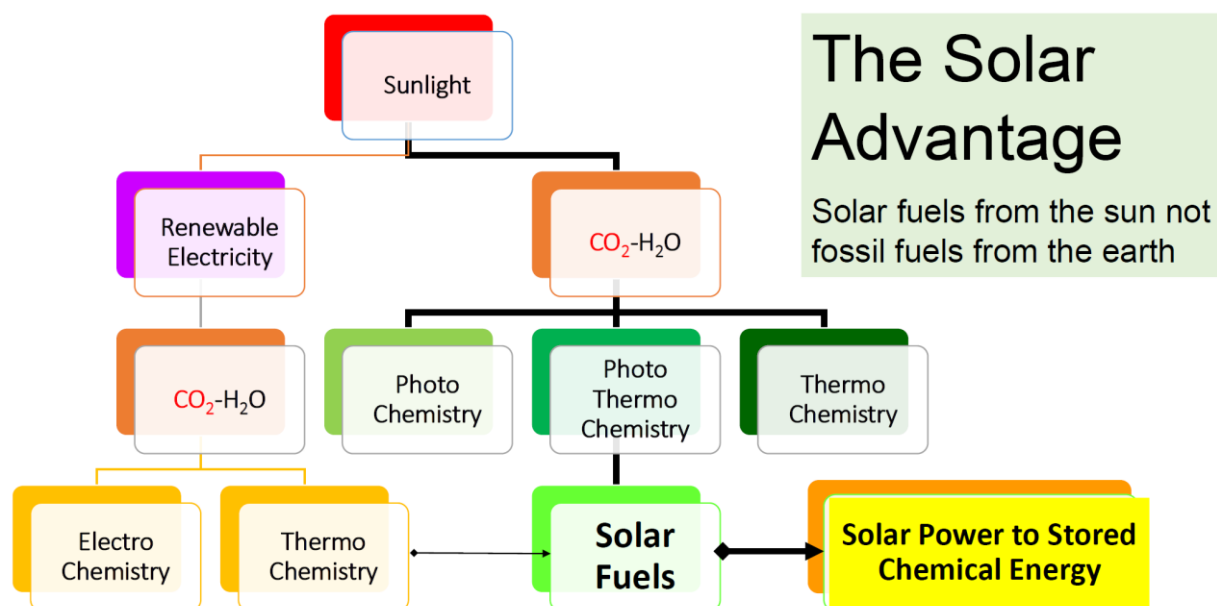 The Solar
Advantage
Solar fuels from the sun not
fossil fuels from the earth
Sunlight
Renewable
Electricity
CO₂-H₂O
CO₂-H₂O
Photo
Chemistry
Photo
Thermo
Chemistry
Thermo
Chemistry
Electro
Chemistry
Thermo
Chemistry
Solar
Fuels
Solar Power to Stored
Chemical Energy